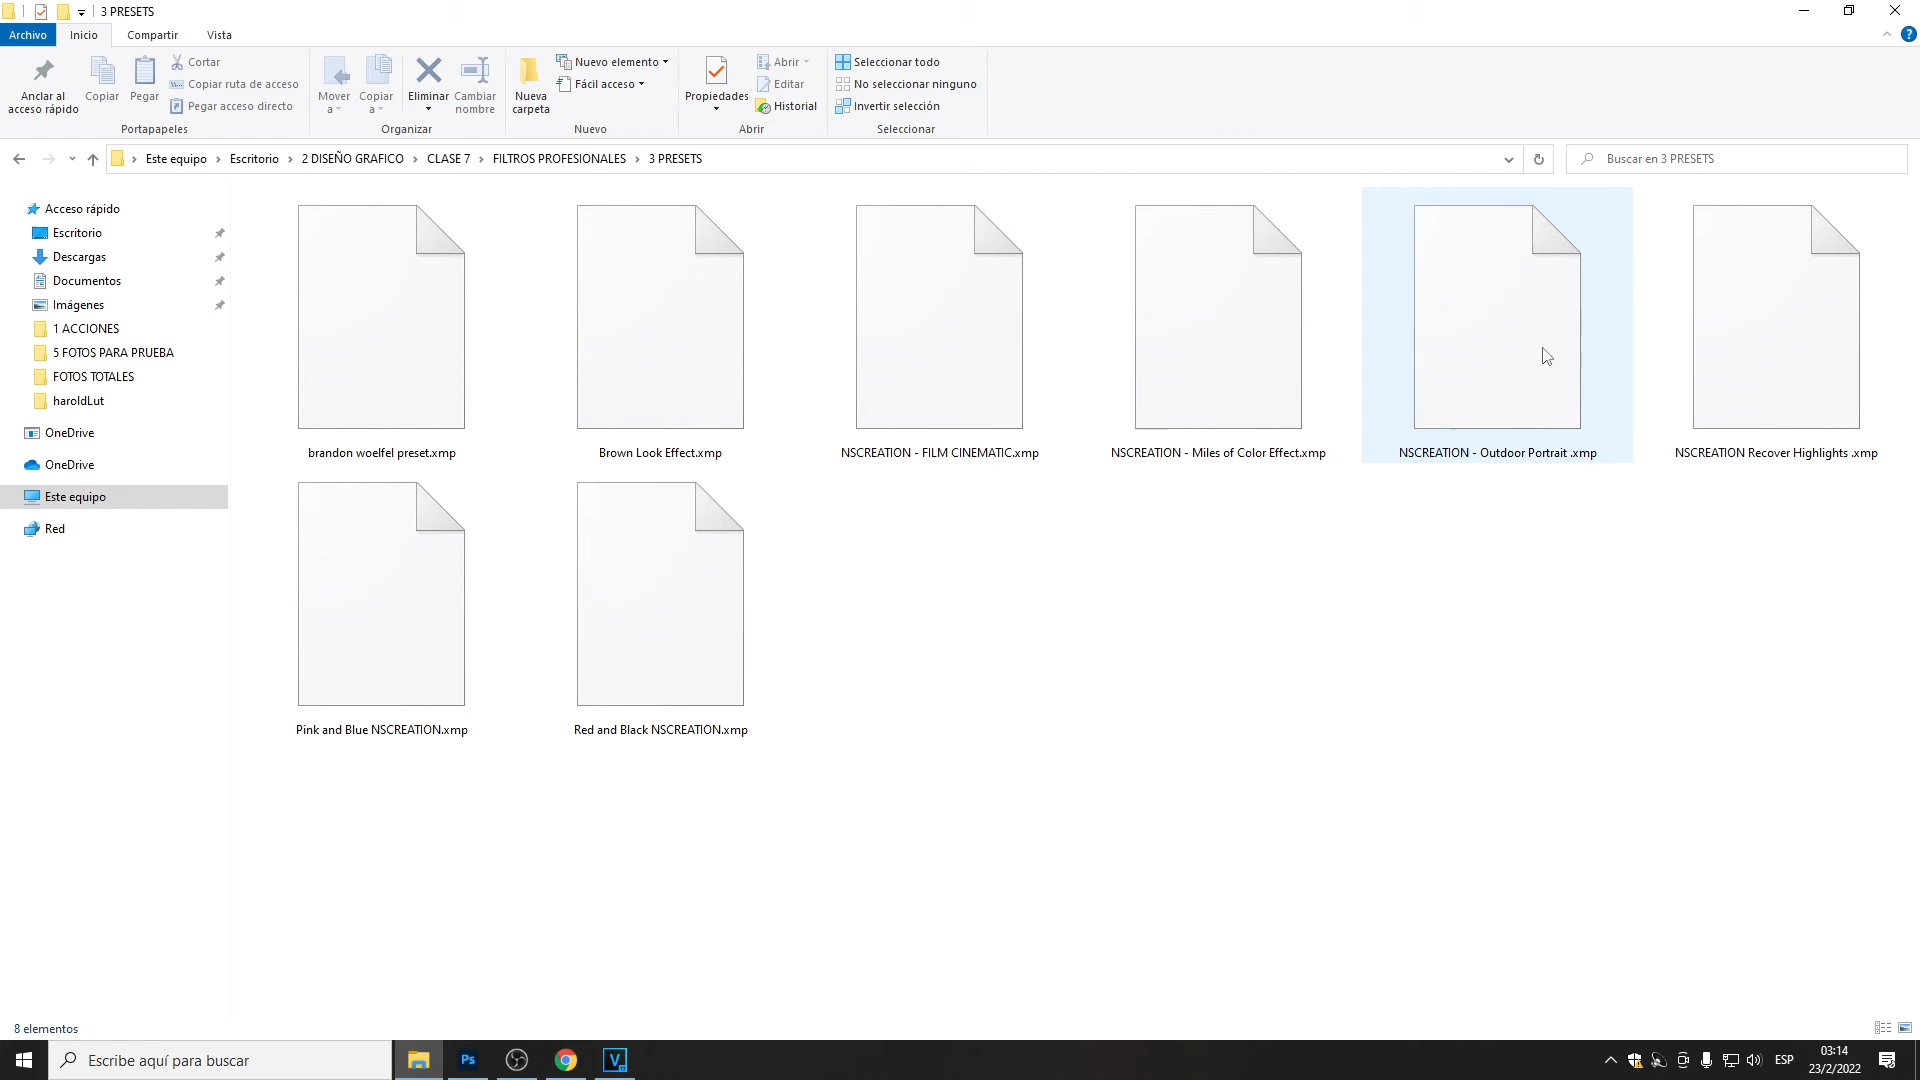 3 PRESETS
Archivo
Inicio
Compartir
Vista
Anclar al
acceso rápido
Copiar
Pegar
Cortar
Copiar ruta de acceso
Pegar acceso directo
Portapapeles
Mover
a
Copiar
a
Eliminar
Cambiar
nombre
Organizar
Nueva
carpeta
Nuevo elemento
Fácil acceso
Nuevo
Propiedades
Abrir
Editar
Historial
Abrir
Seleccionar todo
No seleccionar ninguno
Invertir selección
Seleccionar
Este equipo
Escritorio
2 DISEÑO GRAFICO
CLASE 7
FILTROS PROFESIONALES
3 PRESETS
Buscar en 3 PRESETS
Acceso rápido
Escritorio
Descargas
Documentos
Imágenes
1 ACCIONES
5 FOTOS PARA PRUEBA
FOTOS TOTALES
haroldLut
OneDrive
OneDrive
Este equipo
Red
brandon woelfel preset.xmp
Brown Look Effect.xmp
NSCREATION - FILM CINEMATIC.xmp
NSCREATION - Miles of Color Effect.xmp
NSCREATION - Outdoor Portrait .xmp
NSCREATION Recover Highlights .xmp
Pink and Blue NSCREATION.xmp
Red and Black NSCREATION.xmp
8 elementos
Escribe aquí para buscar
Ps
V
ESP
03:14
23/2/2022